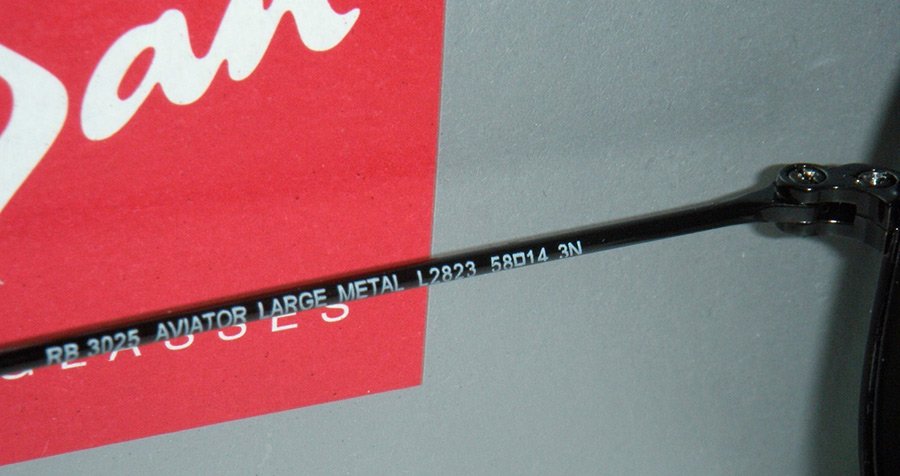 Ban
RB 3025 AVIATOR LARGE METAL L2823 58□14 3N
GLASSES